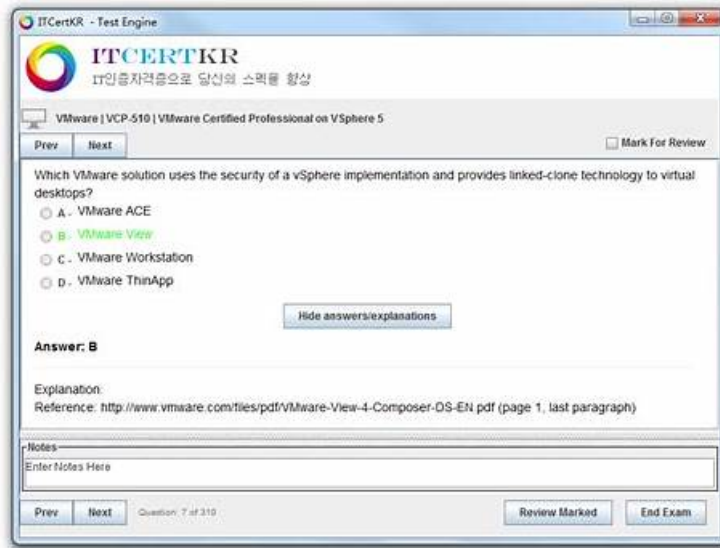 ITCertKR - Test Engine
ITCERTKR
IT인증자격증으로 당신의 스펙을 향상
VMware | VCP-510 | VMware Certified Professional on VSphere 5
Prev Next Mark For Review
Which VMware solution uses the security of a vSphere implementation and provides linked-clone technology to virtual
desktops?
A. VMware ACE
B. VMware View
C. VMware Workstation
D. VMware ThinApp
Hide answers/explanations
Answer: B
Explanation:
Reference: http://www.vmware.com/files/pdf/VMware-View-4-Composer-DS-EN.pdf (page 1, last paragraph)
Notes
Enter Notes Here
Prev Next Question: 7 of 310 Review Marked End Exam